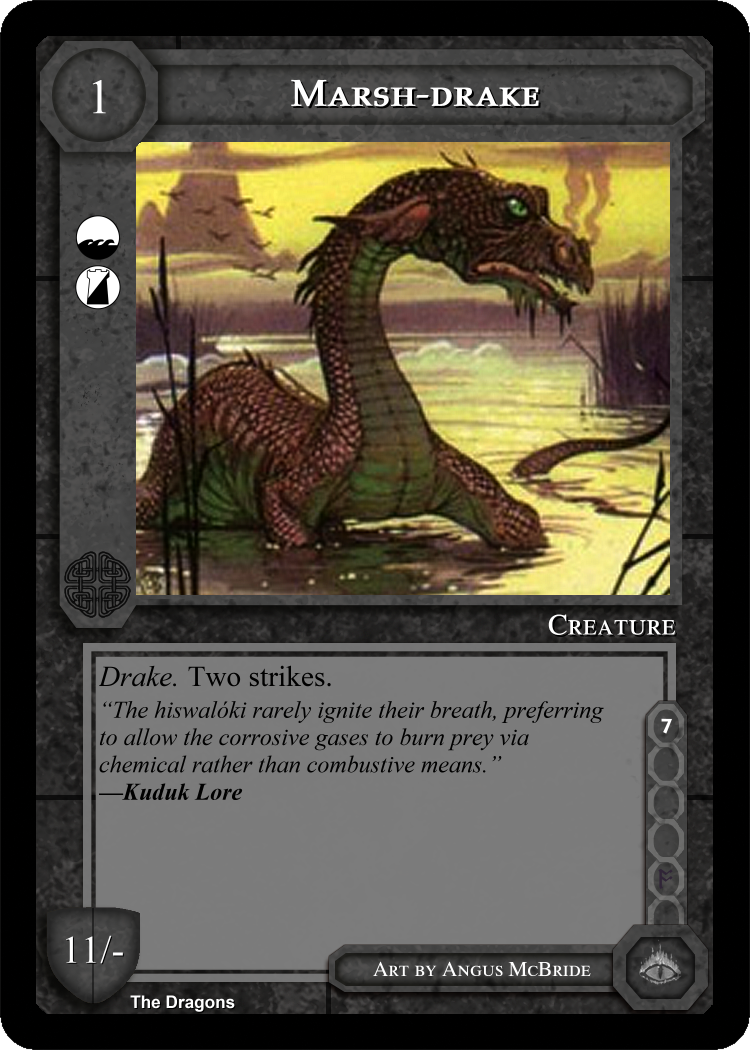 1
MARSH-DRAKE
CREATURE
Drake. Two strikes.
“The hiswalóki rarely ignite their breath, preferring
to allow the corrosive gases to burn prey via
chemical rather than combustive means.”
—Kuduk Lore
7
11/-
ART BY ANGUS MCBRIDE
The Dragons